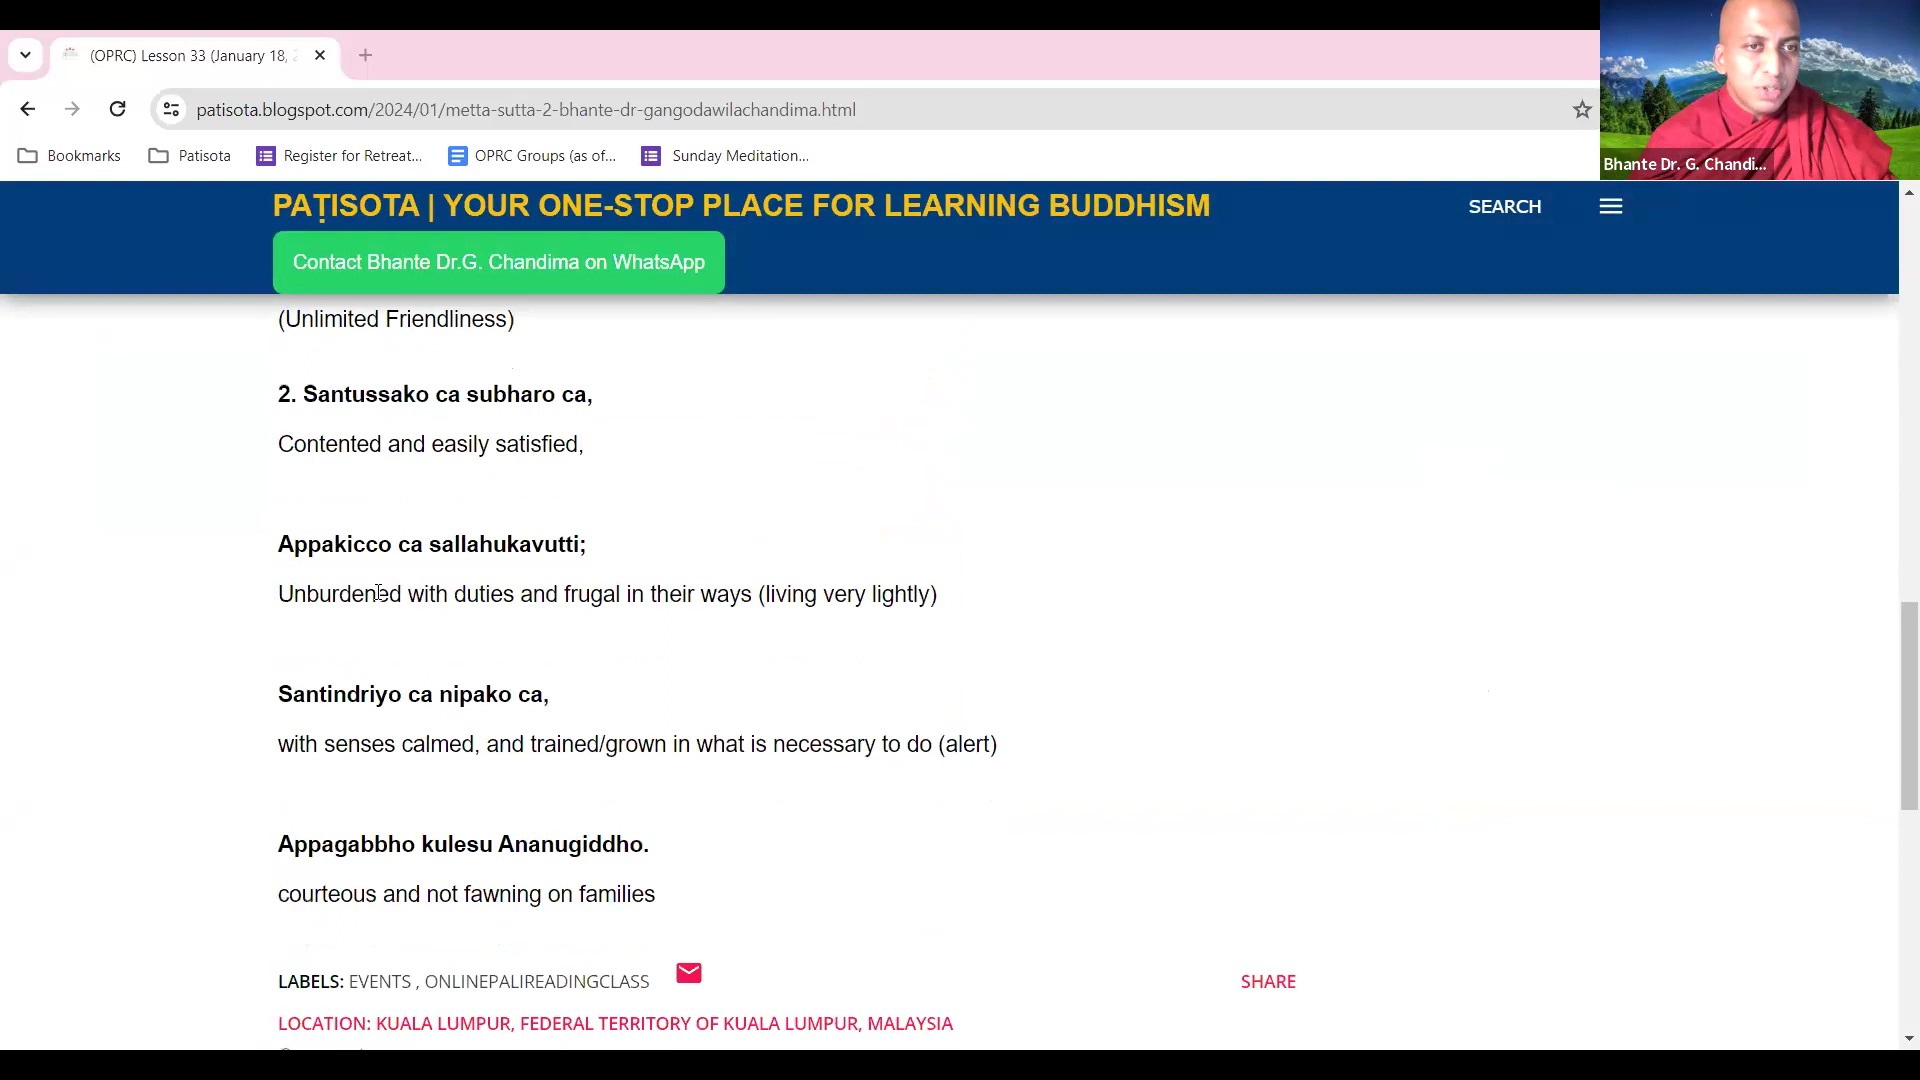 (OPRC) Lesson 33 (January 18, 2
patisota.blogspot.com/2024/01/metta-sutta-2-bhante-dr-gangodawilachandima.html
Bookmarks Patisota Register for Retreat... OPRC Groups (as of... Sunday Meditation...
Bhante Dr. G. Chandi...
PAṬISOTA | YOUR ONE-STOP PLACE FOR LEARNING BUDDHISM
SEARCH
Contact Bhante Dr.G. Chandima on WhatsApp
(Unlimited Friendliness)
2. Santussako ca subharo ca,
Contented and easily satisfied,
Appakicco ca sallahukavutti;
Unburdened with duties and frugal in their ways (living very lightly)
Santindriyo ca nipako ca,
with senses calmed, and trained/grown in what is necessary to do (alert)
Appagabbho kulesu Ananugiddho.
courteous and not fawning on families
LABELS: EVENTS , ONLINEPALIREADINGCLASS
SHARE
LOCATION: KUALA LUMPUR, FEDERAL TERRITORY OF KUALA LUMPUR, MALAYSIA